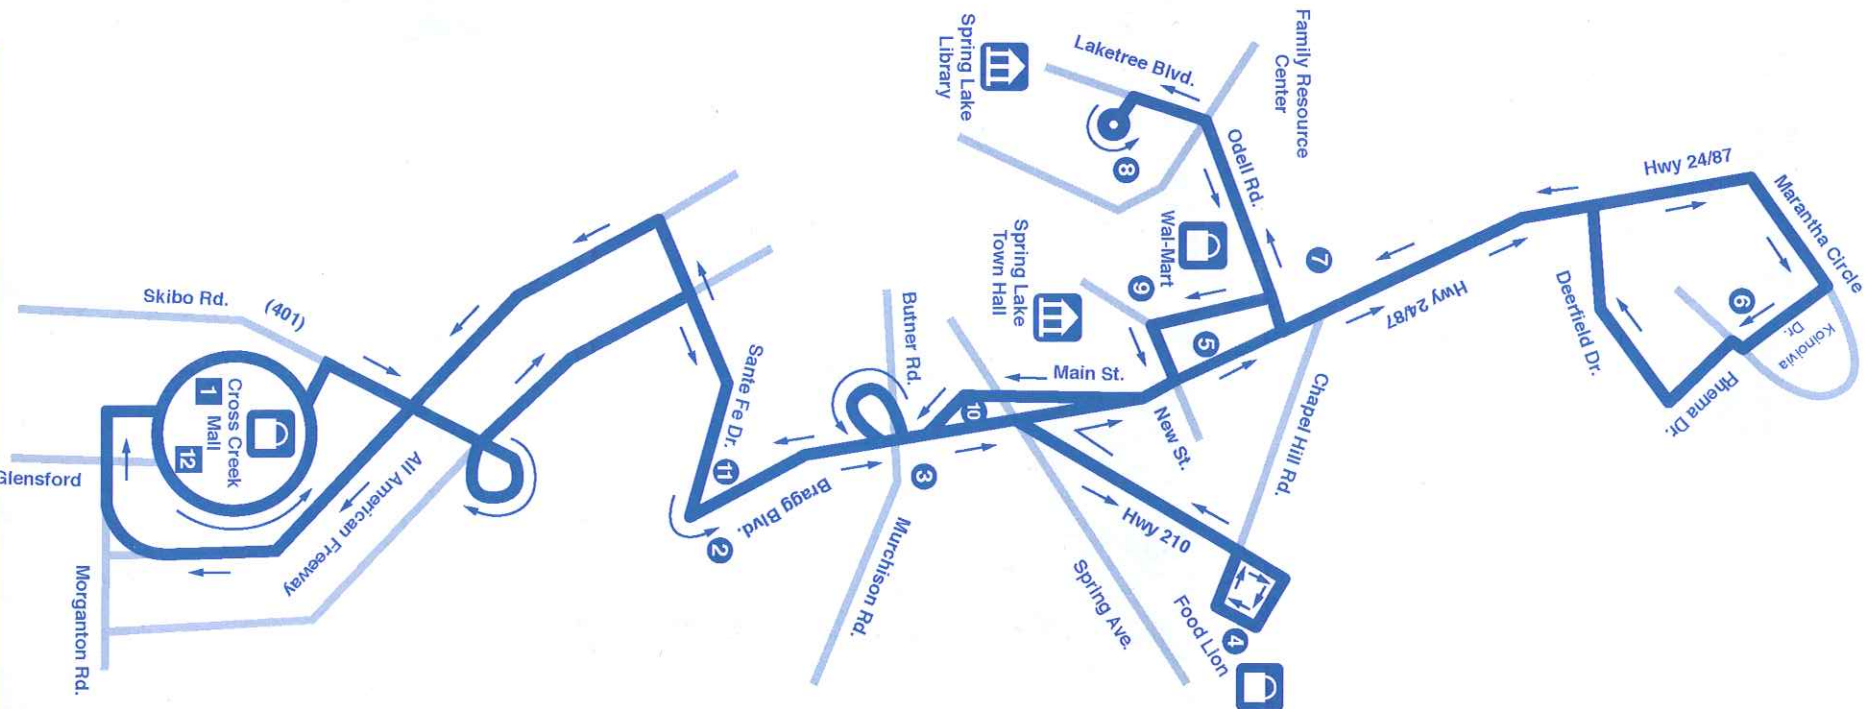 Family Resource
Center
Spring Lake
Library
Laketree Blvd.
Odell Rd.
8
Wal-Mart
7
Hwy 24/87
Marantha Circle
6
Koinoivia
Dr.
Deerfield Dr.
Rhema Dr.
Hwy 24/87
Spring Lake
Town Hall
9
5
Main St.
New St.
Chapel Hill Rd.
Butner Rd.
10
3
Hwy 210
Spring Ave.
Food Lion
4
Murchison Rd.
Bragg Blvd.
Sante Fe Dr.
11
2
Skibo Rd.
(401)
Cross Creek
Mall
1
12
All American Freeway
Glensford
Morganton Rd.